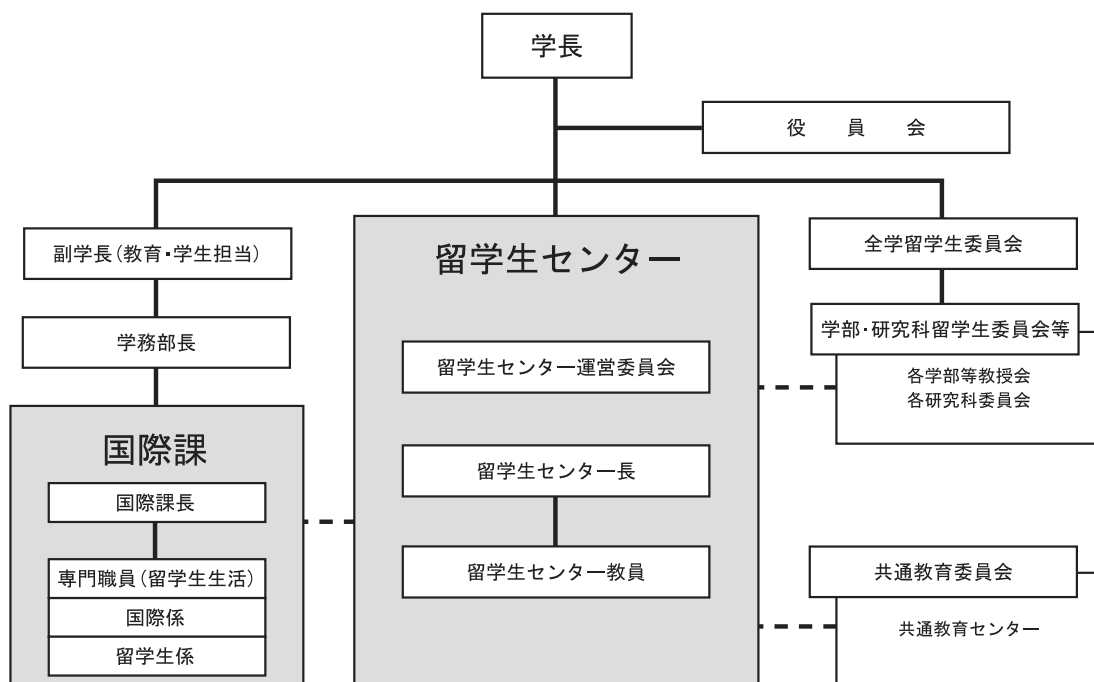 学長
役員会
副学長(教育・学生担当)
学務部長
国際課
国際課長
専門職員(留学生生活)
国際係
留学生係
留学生センター
留学生センター運営委員会
留学生センター長
留学生センター教員
全学留学生委員会
学部・研究科留学生委員会等
各学部等教授会
各研究科委員会
共通教育委員会
共通教育センター